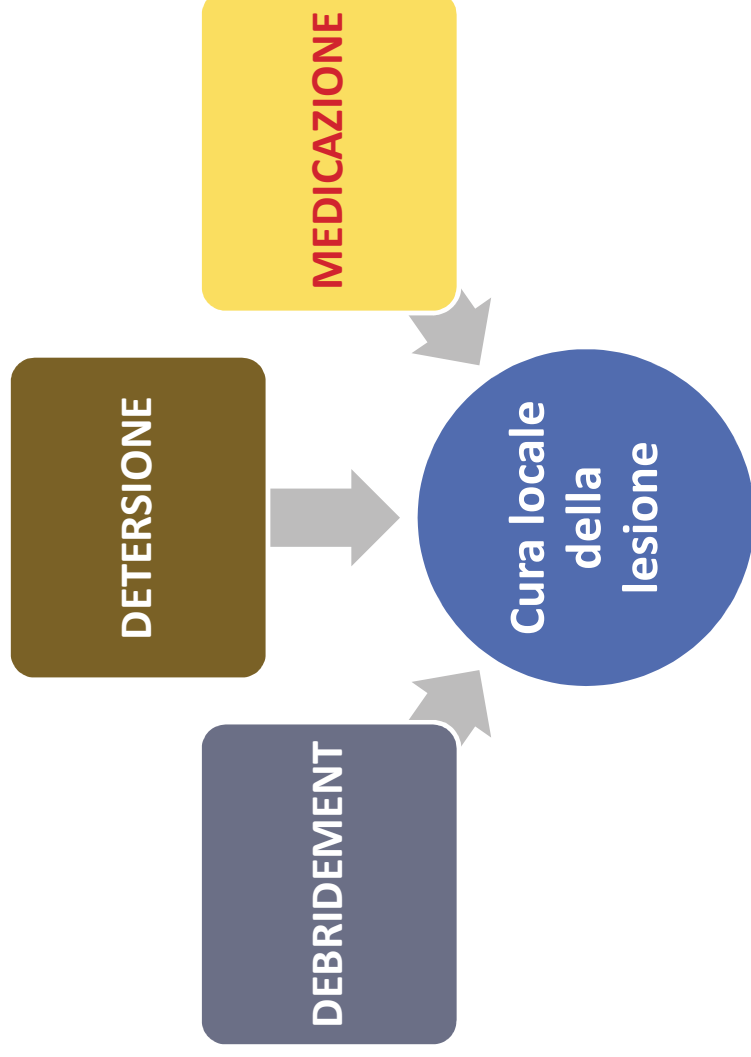 DEBRIDEMENT
DETERSIONE
MEDICAZIONE
Cura locale
della
lesione